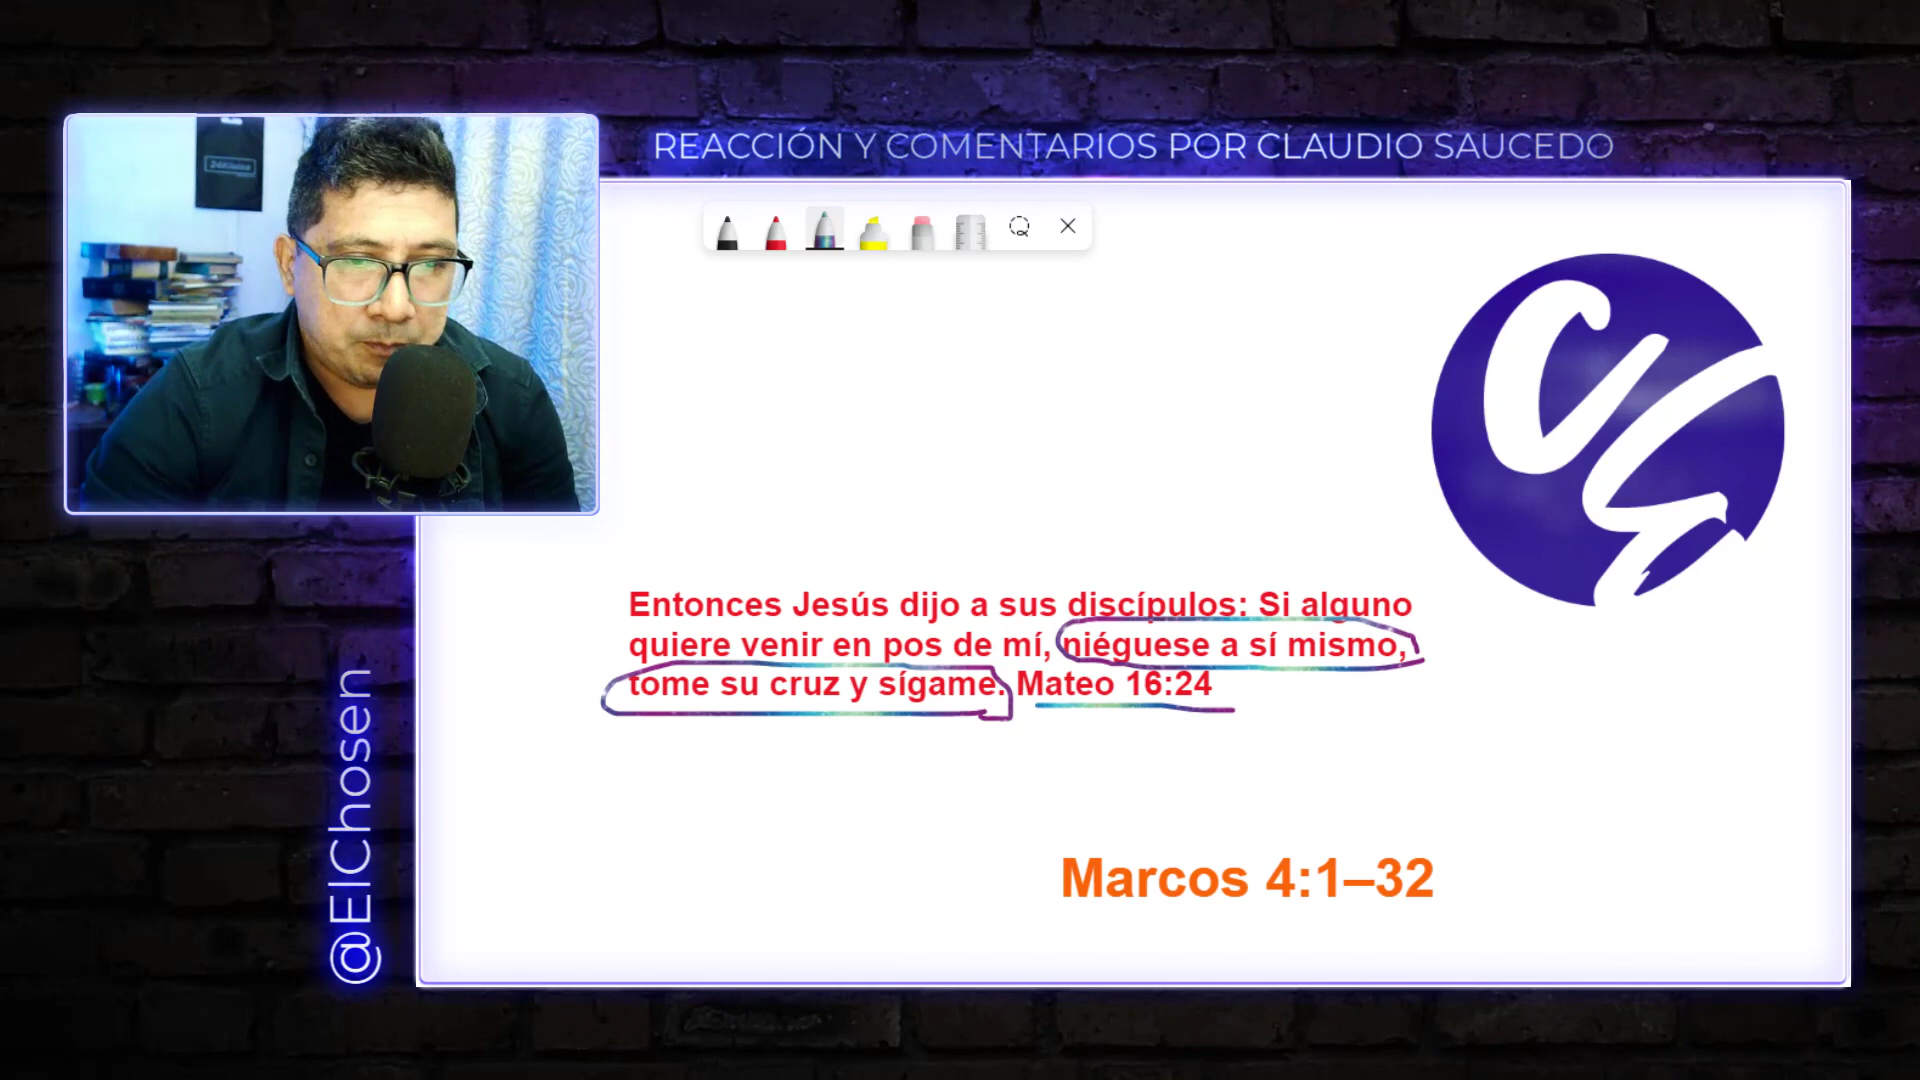 REACCIÓN Y COMENTARIOS POR CLAUDIO SAUCEDO
Entonces Jesús dijo a sus discípulos: Si alguno
quiere venir en pos de mí, niéguese a sí mismo,
tome su cruz y sígame. Mateo 16:24
Marcos 4:1–32
@ElChosen